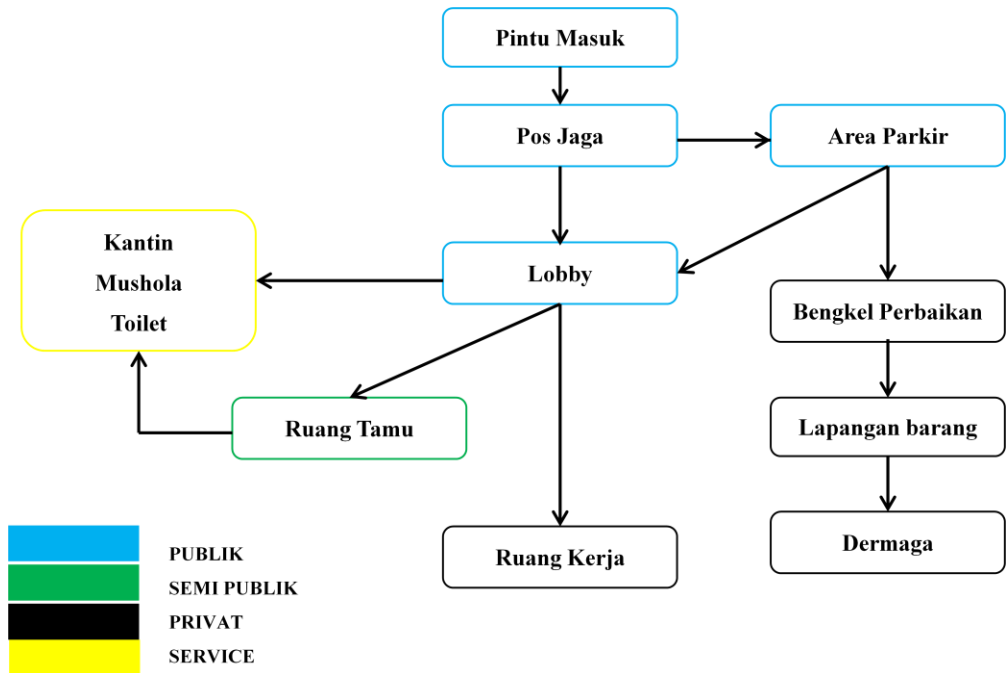 Pintu Masuk
Pos Jaga
Area Parkir
Kantin
Mushola
Toilet
Lobby
Bengkel Perbaikan
Ruang Tamu
Lapangan barang
Ruang Kerja
Dermaga
PUBLIK
SEMI PUBLIK
PRIVAT
SERVICE